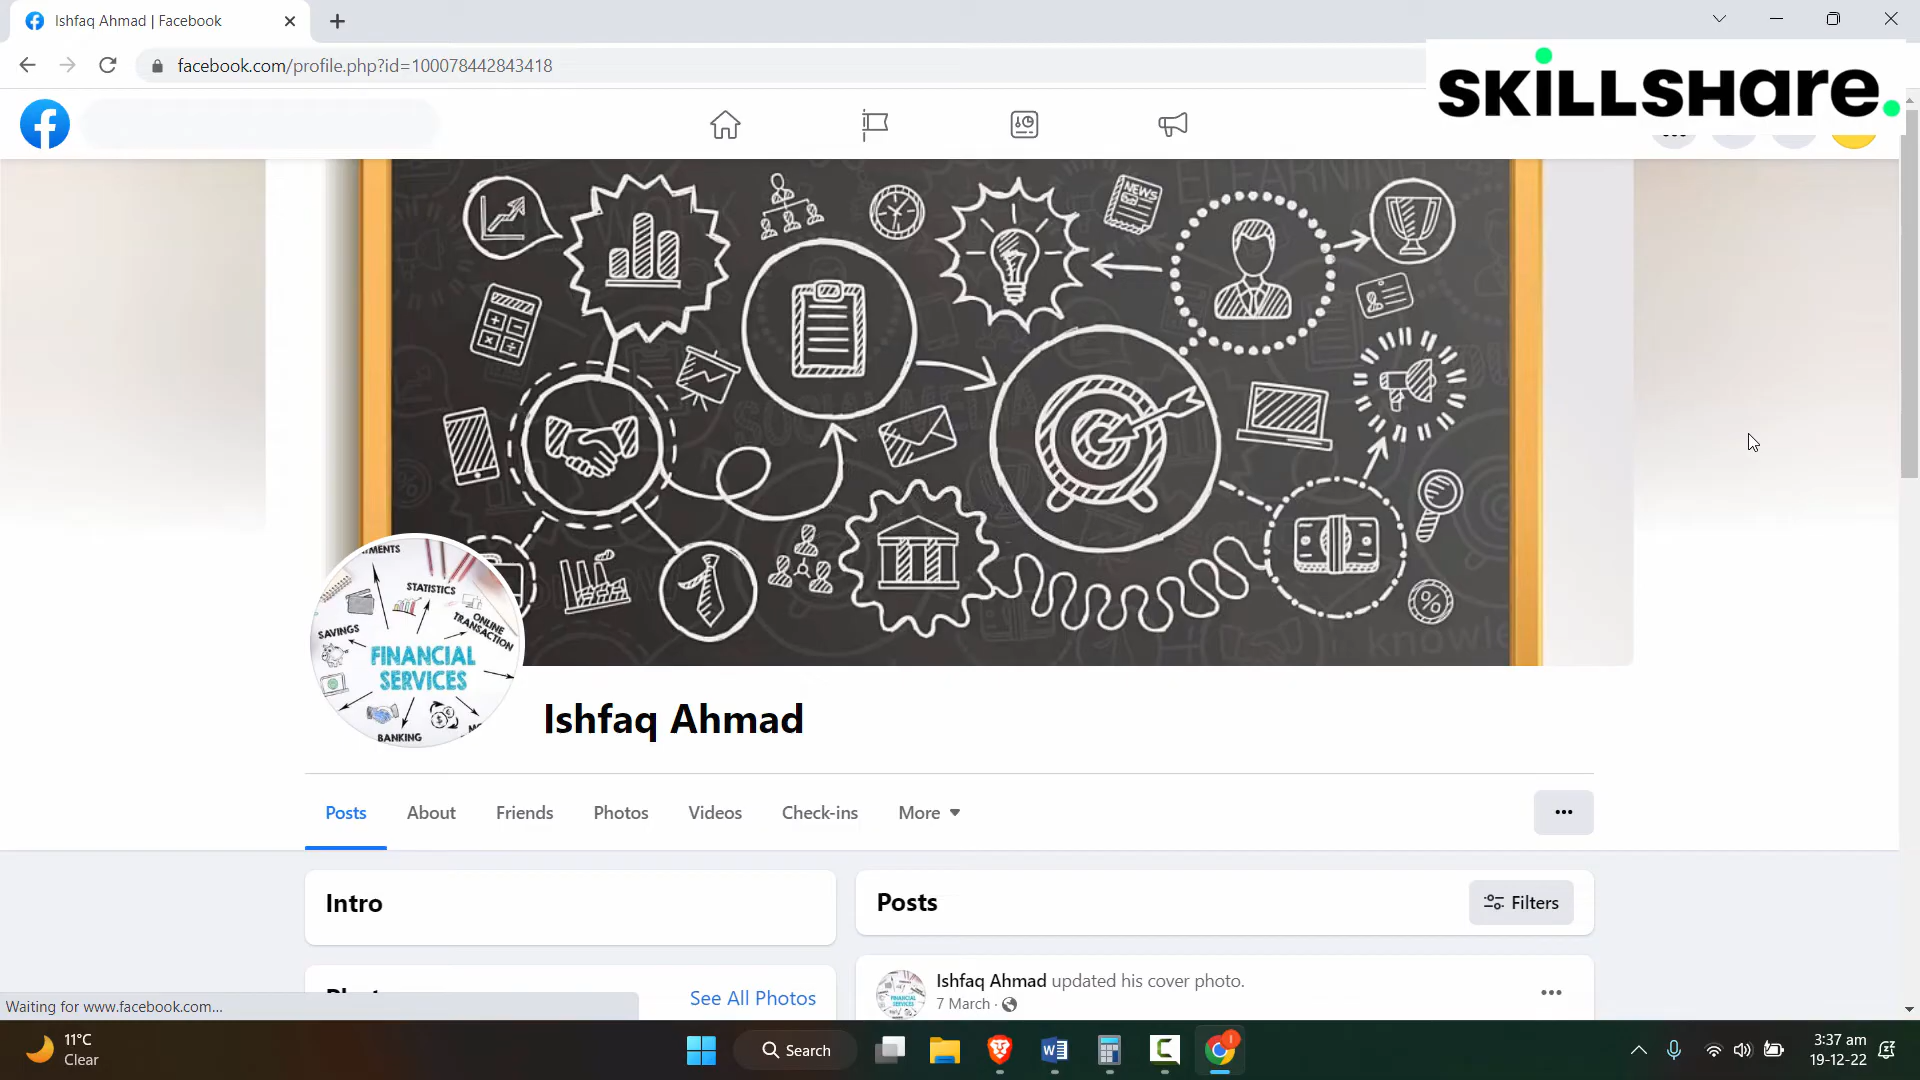 Ishfaq Ahmad | Facebook
facebook.com/profile.php?id=100078442843418
SKiLLSHaRe.
NEWS
STATISTICS
ONLINE
TRANSACTION
SAVINGS
FINANCIAL
SERVICES
BANKING
Ishfaq Ahmad
Posts
About
Friends
Photos
Videos
Check-ins
More
Intro
Posts
Filters
See All Photos
Ishfaq Ahmad updated his cover photo.
7 March ·
Waiting for www.facebook.com...
11°C
Clear
Search
3:37 am
19-12-22